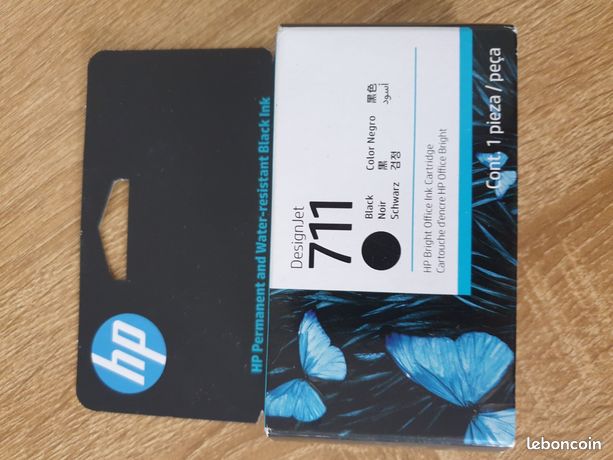 hp
HP Permanent and Water-resistant Black Ink
DesignJet
711
Black
Noir
Schwarz
Color Negro
黒
검정
黑色
أسود
HP Bright Office Ink Cartridge
Cartouche d'encre HP Office Bright
Cont. 1 pieza / peça
leboncoin